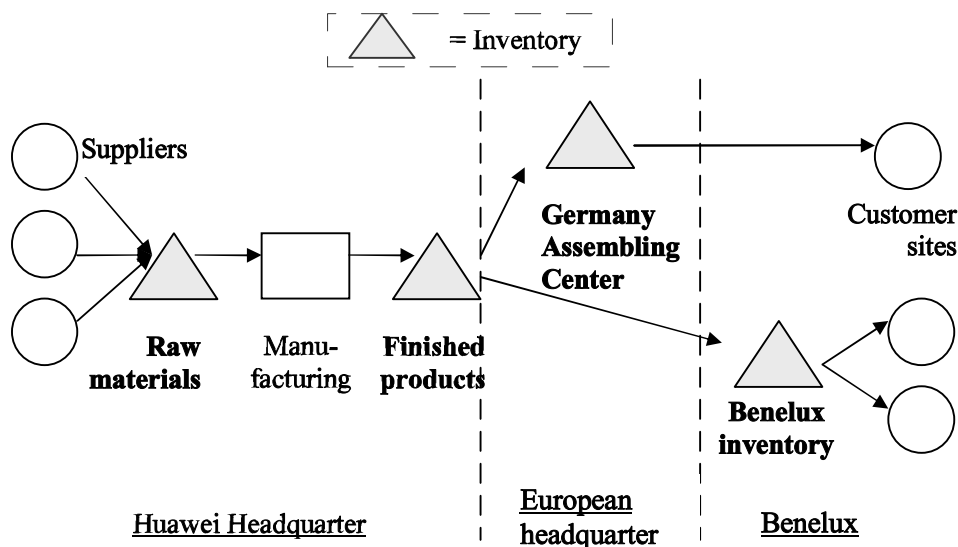 = Inventory
Suppliers
Germany
Assembling
Center
Customer
sites
Raw
materials
Manu-
facturing
Finished
products
Benelux
inventory
Huawei Headquarter
European
headquarter
Benelux